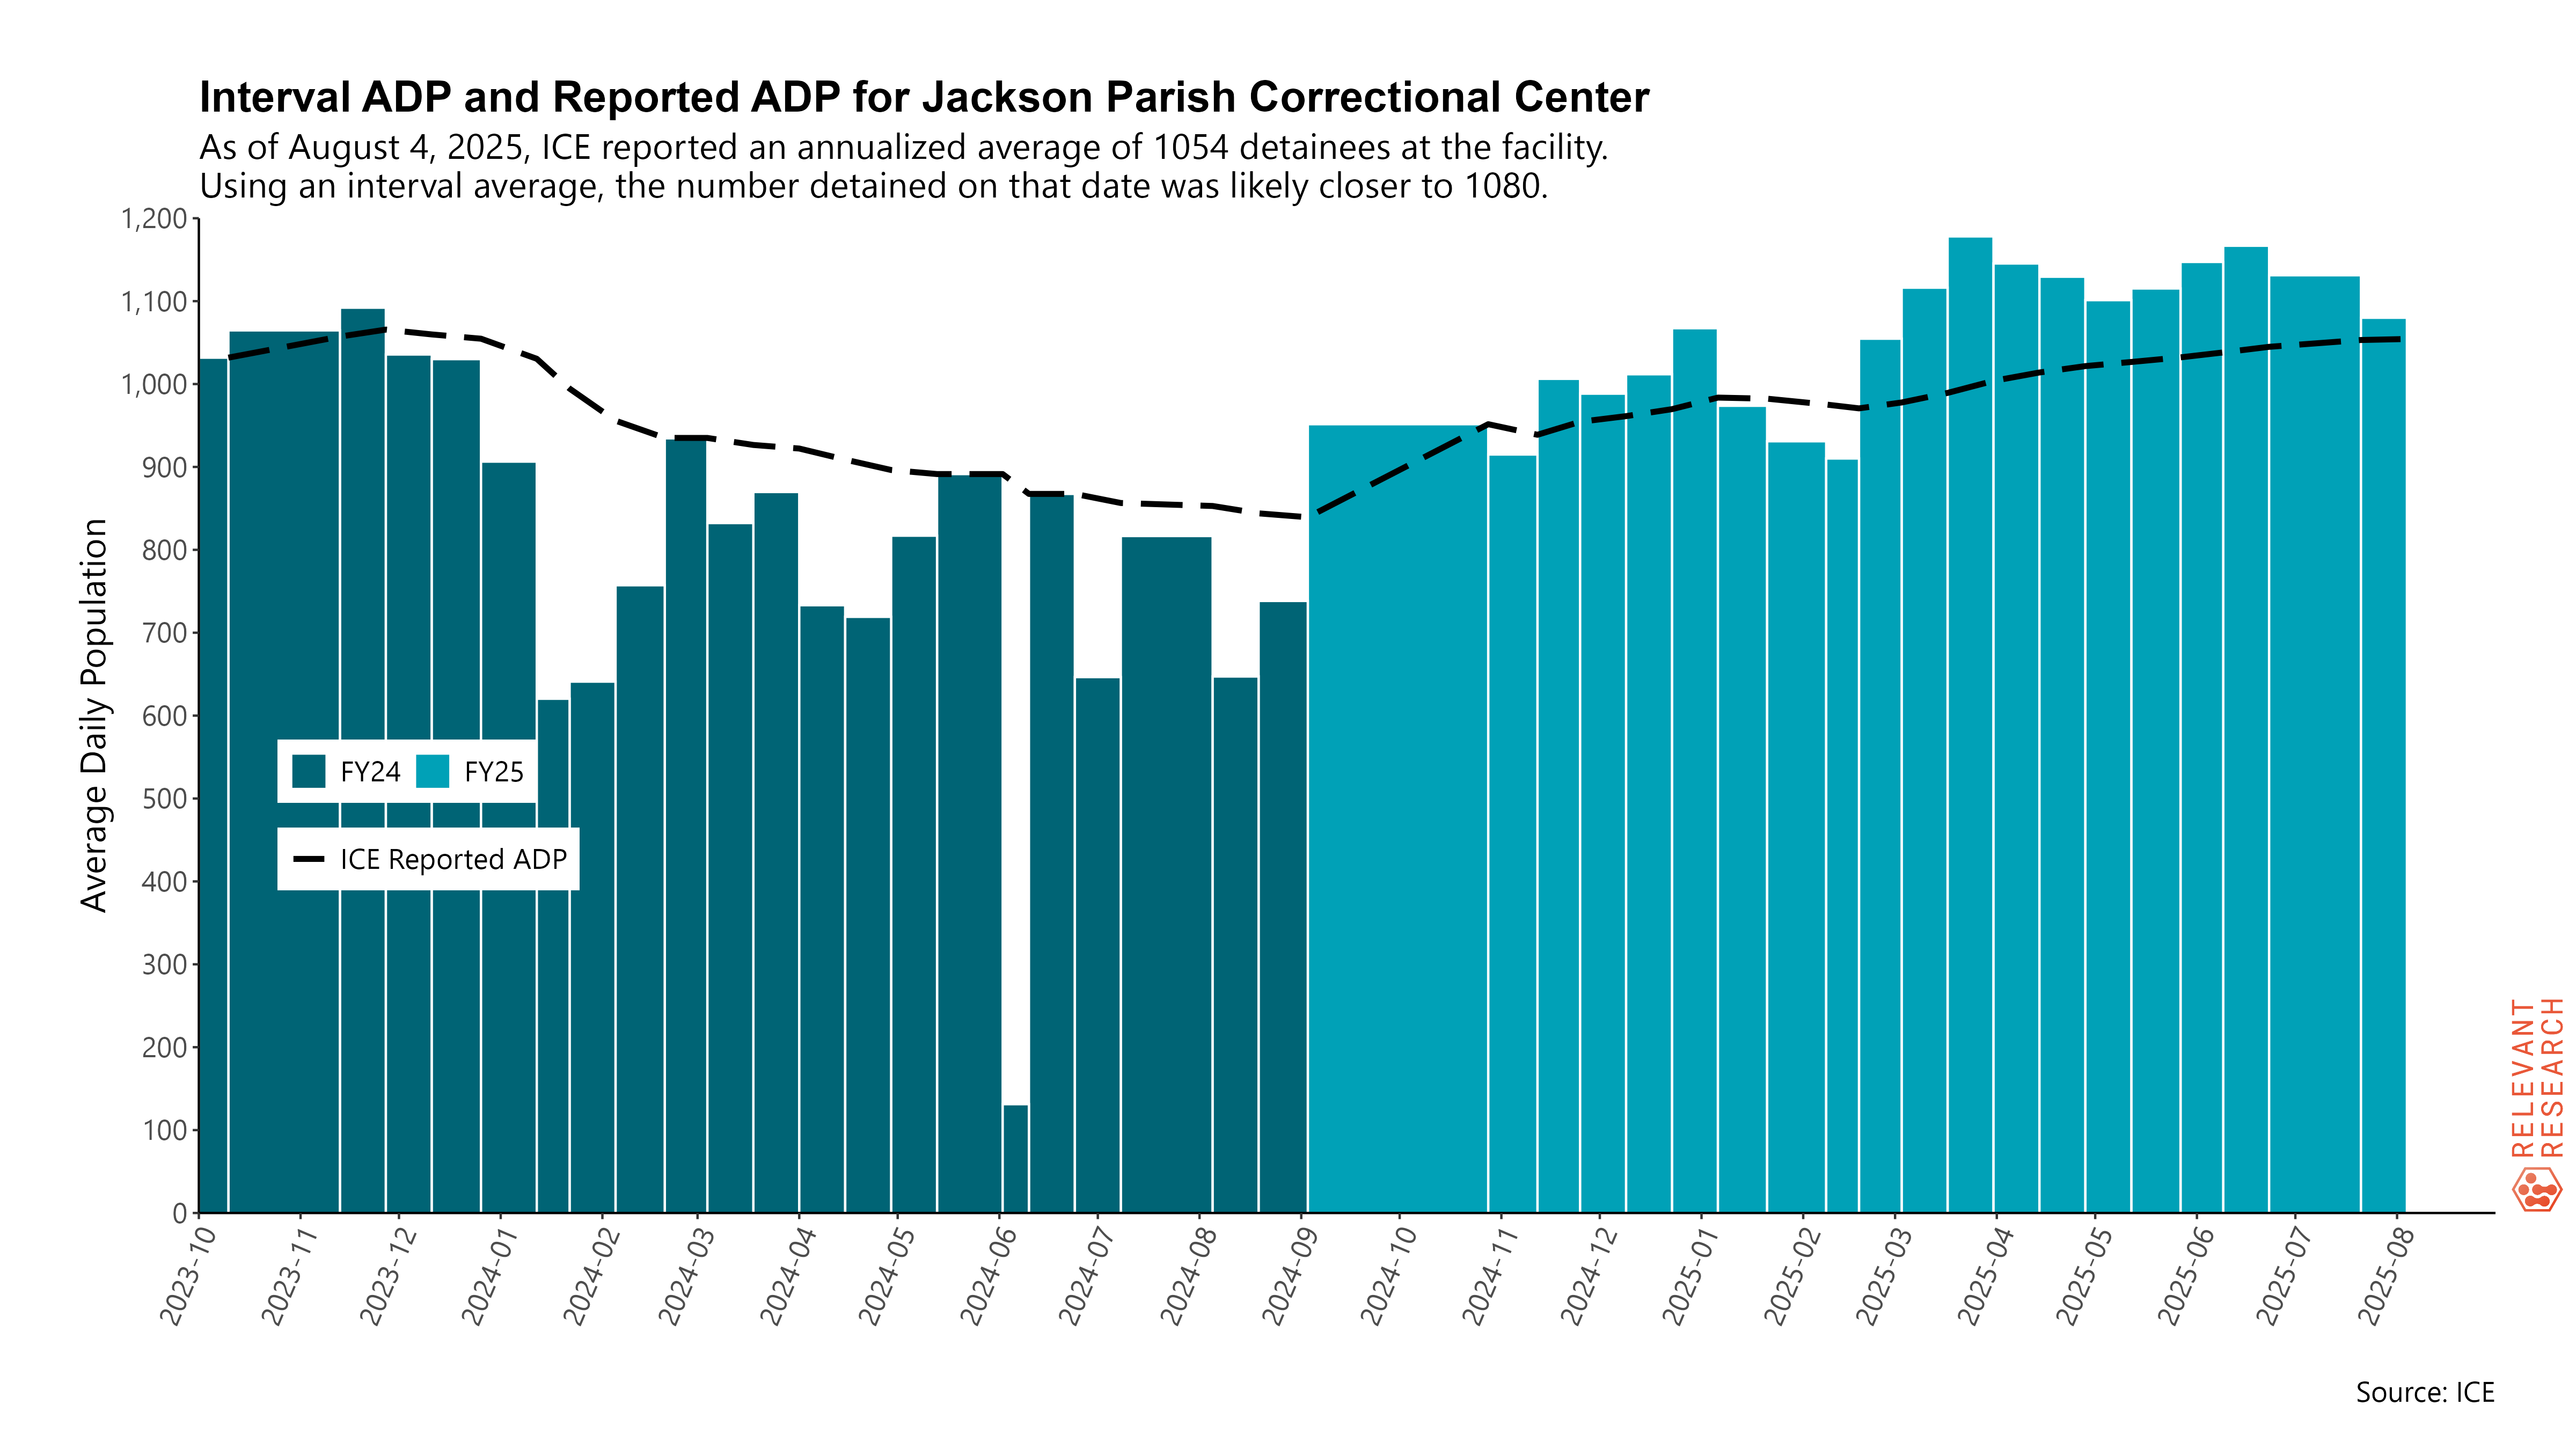 Interval ADP and Reported ADP for Jackson Parish Correctional Center
As of August 4, 2025, ICE reported an annualized average of 1054 detainees at the facility.
Using an interval average, the number detained on that date was likely closer to 1080.
Average Daily Population
1,200
1,100
1,000
900
800
700
600
500
400
300
200
100
0
FY24 FY25
ICE Reported ADP
2023-10 2023-11 2023-12 2024-01 2024-02 2024-03 2024-04 2024-05 2024-06 2024-07 2024-08 2024-09 2024-10 2024-11 2024-12 2025-01 2025-02 2025-03 2025-04 2025-05 2025-06 2025-07 2025-08
RELEVANT
RESEARCH
Source: ICE